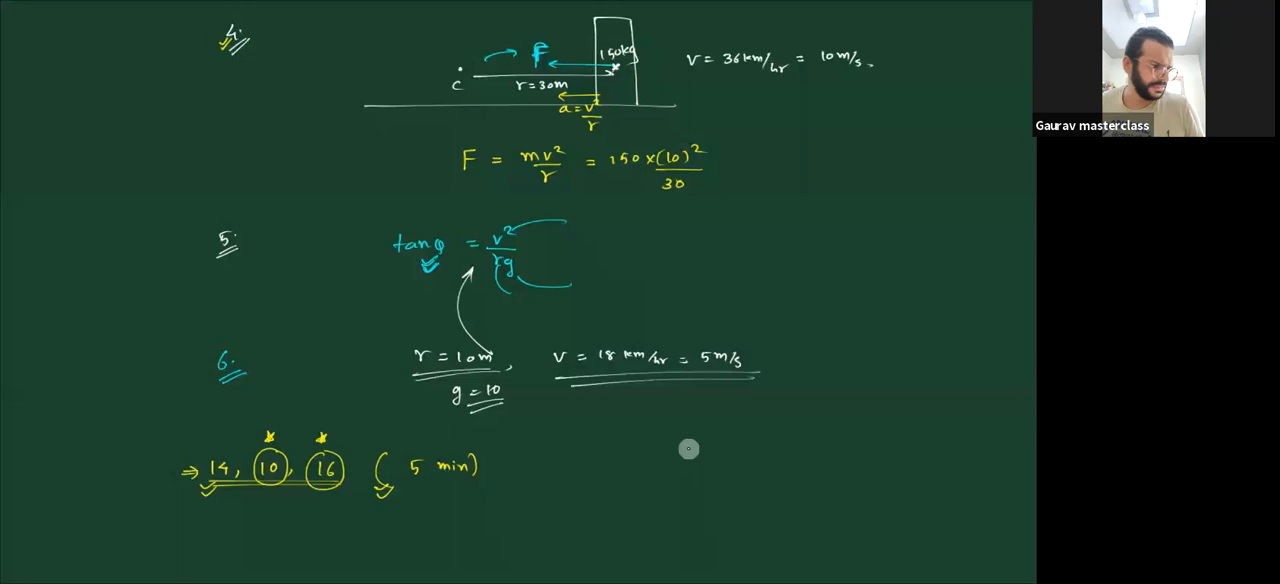 4.
F
150kg
V = 36 km/hr = 10 m/s.
C
r = 30m
a = v²/r
F = mv²/r = 150 × (10)²/30
5.
tanθ = v²/rg
6.
r = 10m, V = 18 km/hr = 5 m/s
g = 10
⇒ 14, 10, 16 ( 5 min)
Gaurav masterclass